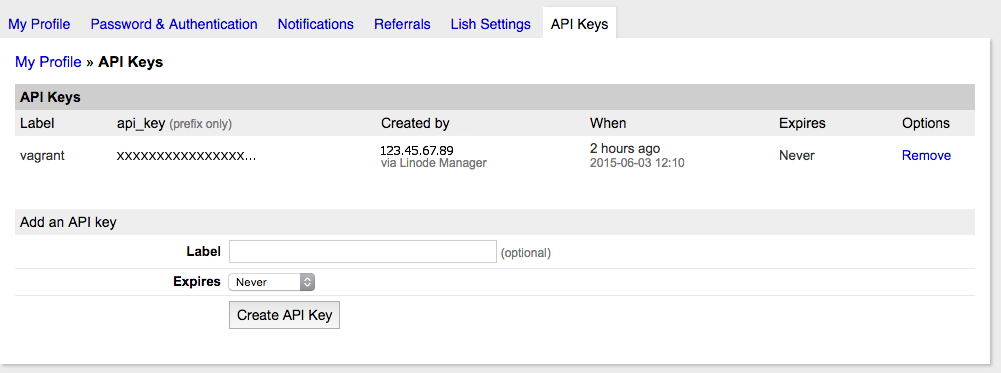 My Profile Password & Authentication Notifications Referrals Lish Settings API Keys
My Profile » API Keys
API Keys
Label api_key (prefix only) Created by When Expires Options
vagrant xxxxxxxxxxxxxxxx... 123.45.67.89 2 hours ago Never Remove
via Linode Manager 2015-06-03 12:10
Add an API key
Label (optional)
Expires Never
Create API Key